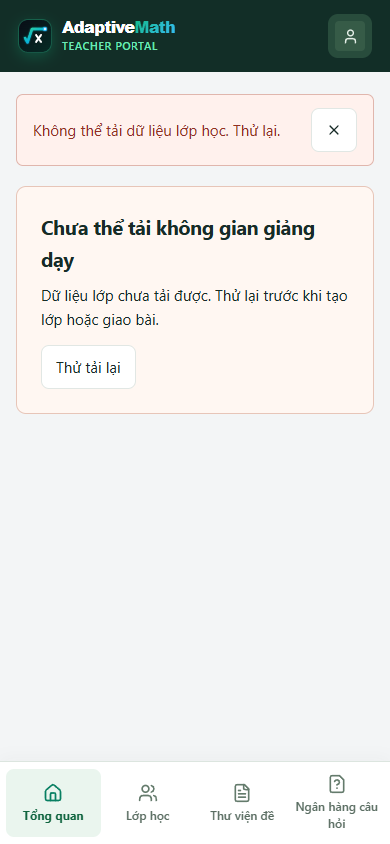 AdaptiveMath
TEACHER PORTAL
Không thể tải dữ liệu lớp học. Thử lại.
Chưa thể tải không gian giảng
dạy
Dữ liệu lớp chưa tải được. Thử lại trước khi tạo
lớp hoặc giao bài.
Thử tải lại
Tổng quan
Lớp học
Thư viện đề
Ngân hàng câu
hỏi